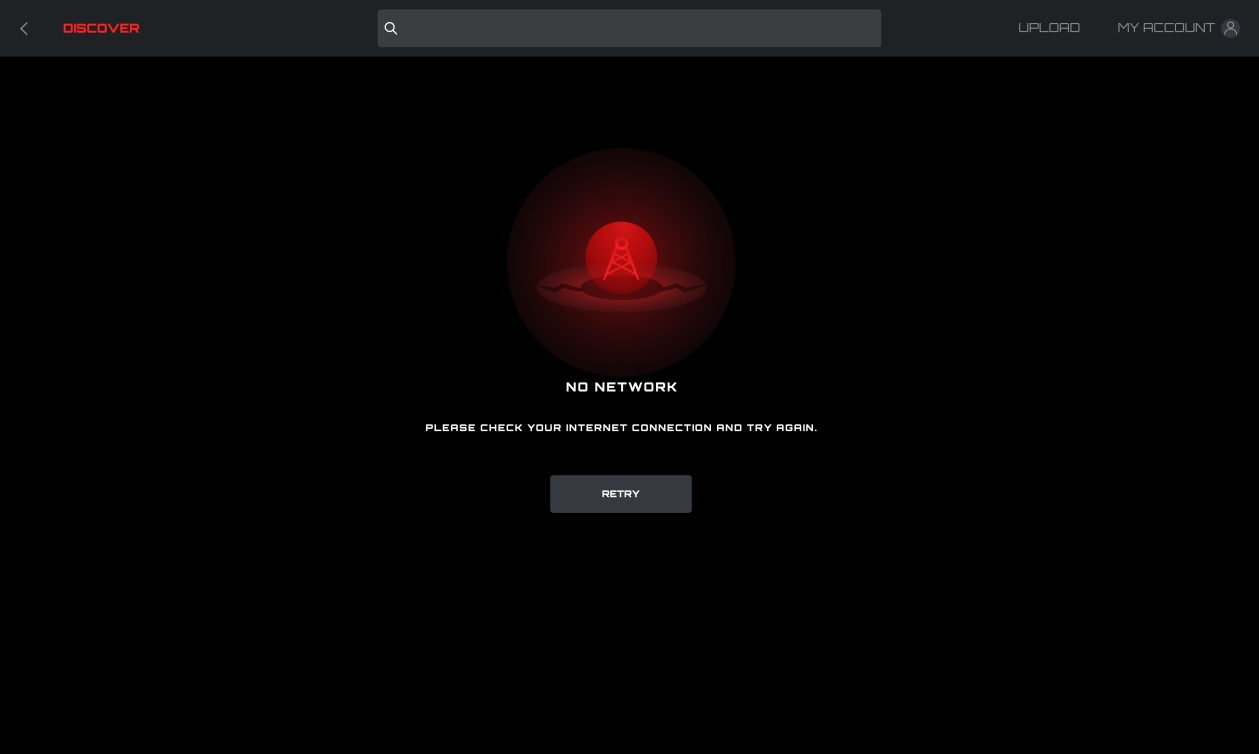 DISCOVER
UPLOAD
MY ACCOUNT
NO NETWORK
PLEASE CHECK YOUR INTERNET CONNECTION AND TRY AGAIN.
RETRY